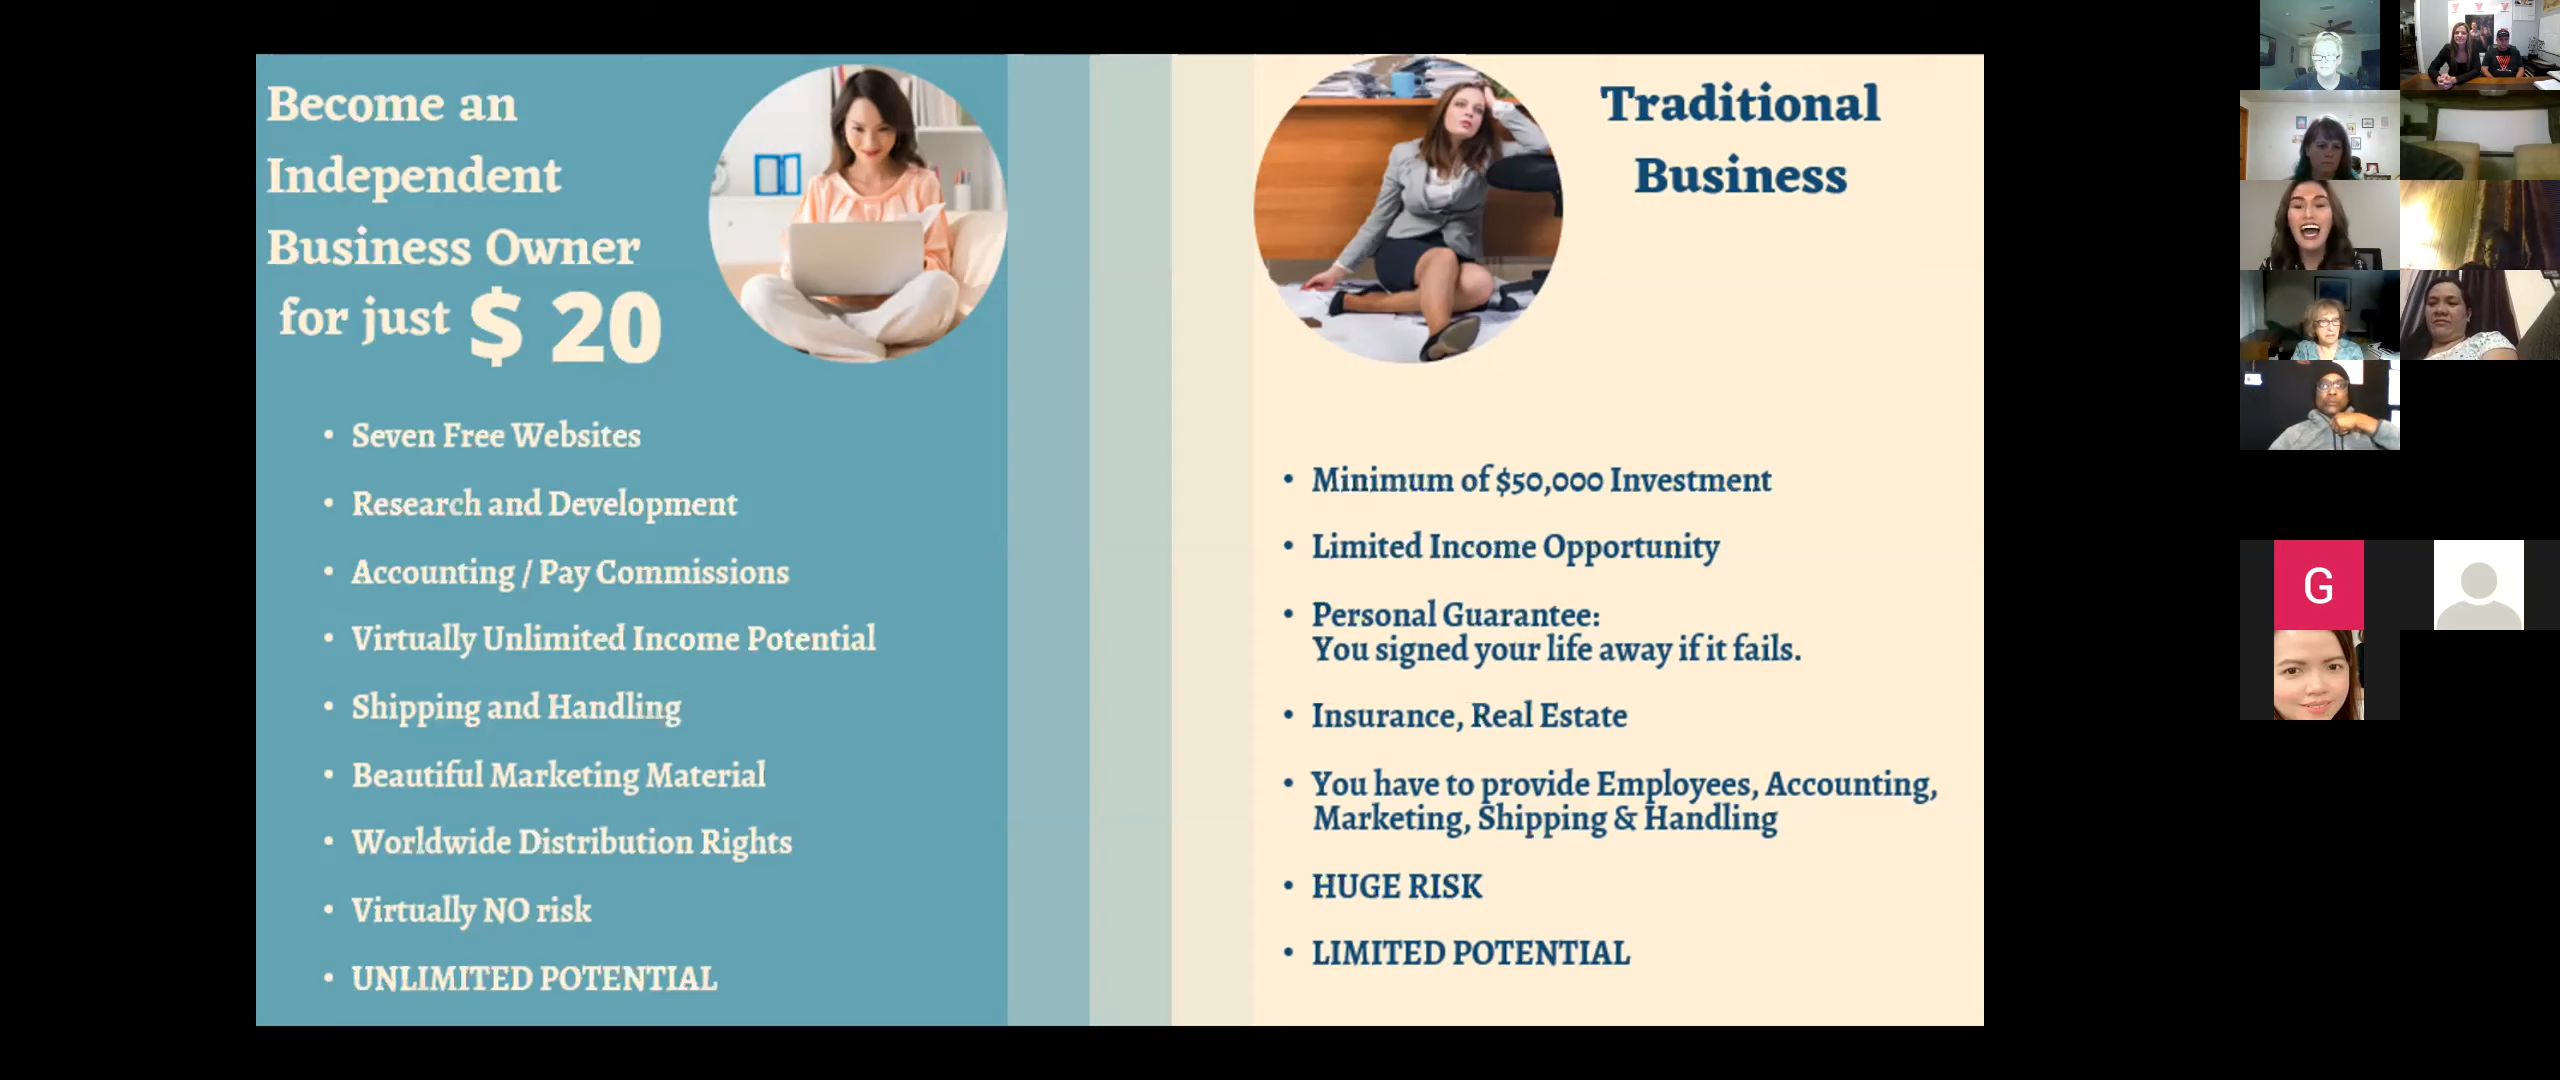 Become an
Independent
Business Owner
for just $ 20
• Seven Free Websites
• Research and Development
• Accounting / Pay Commissions
• Virtually Unlimited Income Potential
• Shipping and Handling
• Beautiful Marketing Material
• Worldwide Distribution Rights
• Virtually NO risk
• UNLIMITED POTENTIAL
Traditional
Business
• Minimum of $50,000 Investment
• Limited Income Opportunity
• Personal Guarantee:
You signed your life away if it fails.
• Insurance, Real Estate
• You have to provide Employees, Accounting,
Marketing, Shipping & Handling
• HUGE RISK
• LIMITED POTENTIAL
G